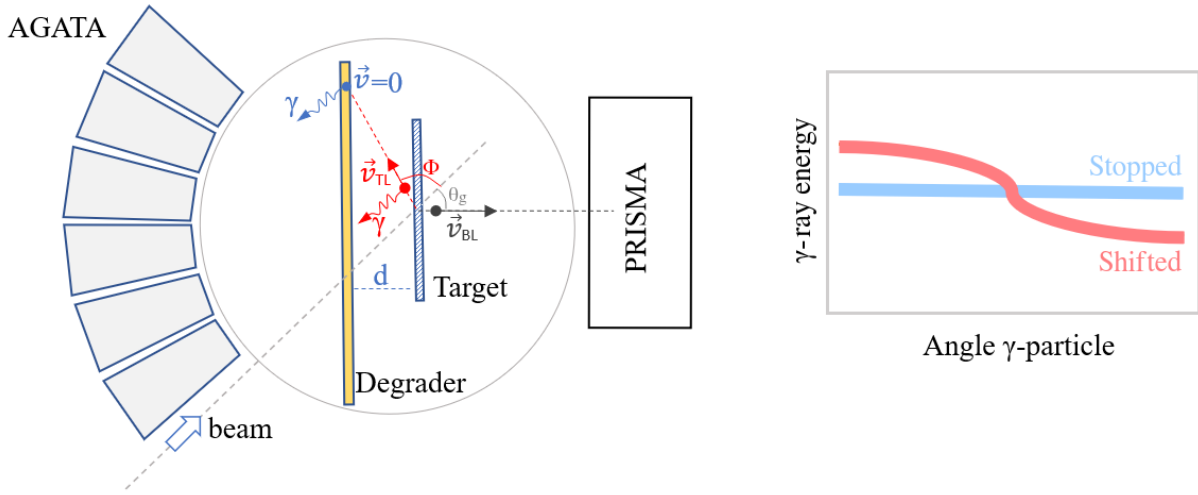 AGATA
v⃗=0
γ
v⃗TL
Φ
θg
γ
v⃗BL
d
Target
Degrader
beam
PRISMA
γ-ray energy
Stopped
Shifted
Angle γ-particle